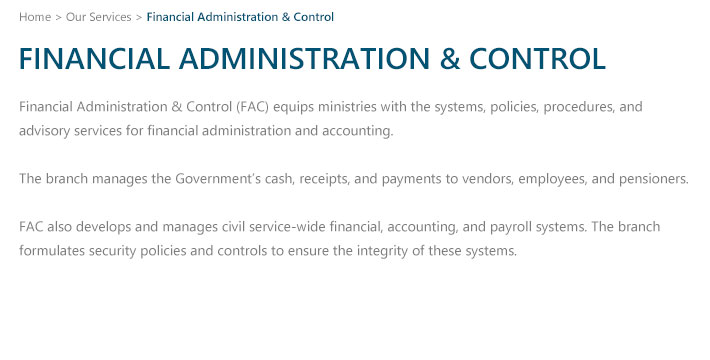 Home > Our Services > Financial Administration & Control
FINANCIAL ADMINISTRATION & CONTROL
Financial Administration & Control (FAC) equips ministries with the systems, policies, procedures, and
advisory services for financial administration and accounting.
The branch manages the Government's cash, receipts, and payments to vendors, employees, and pensioners.
FAC also develops and manages civil service-wide financial, accounting, and payroll systems. The branch
formulates security policies and controls to ensure the integrity of these systems.